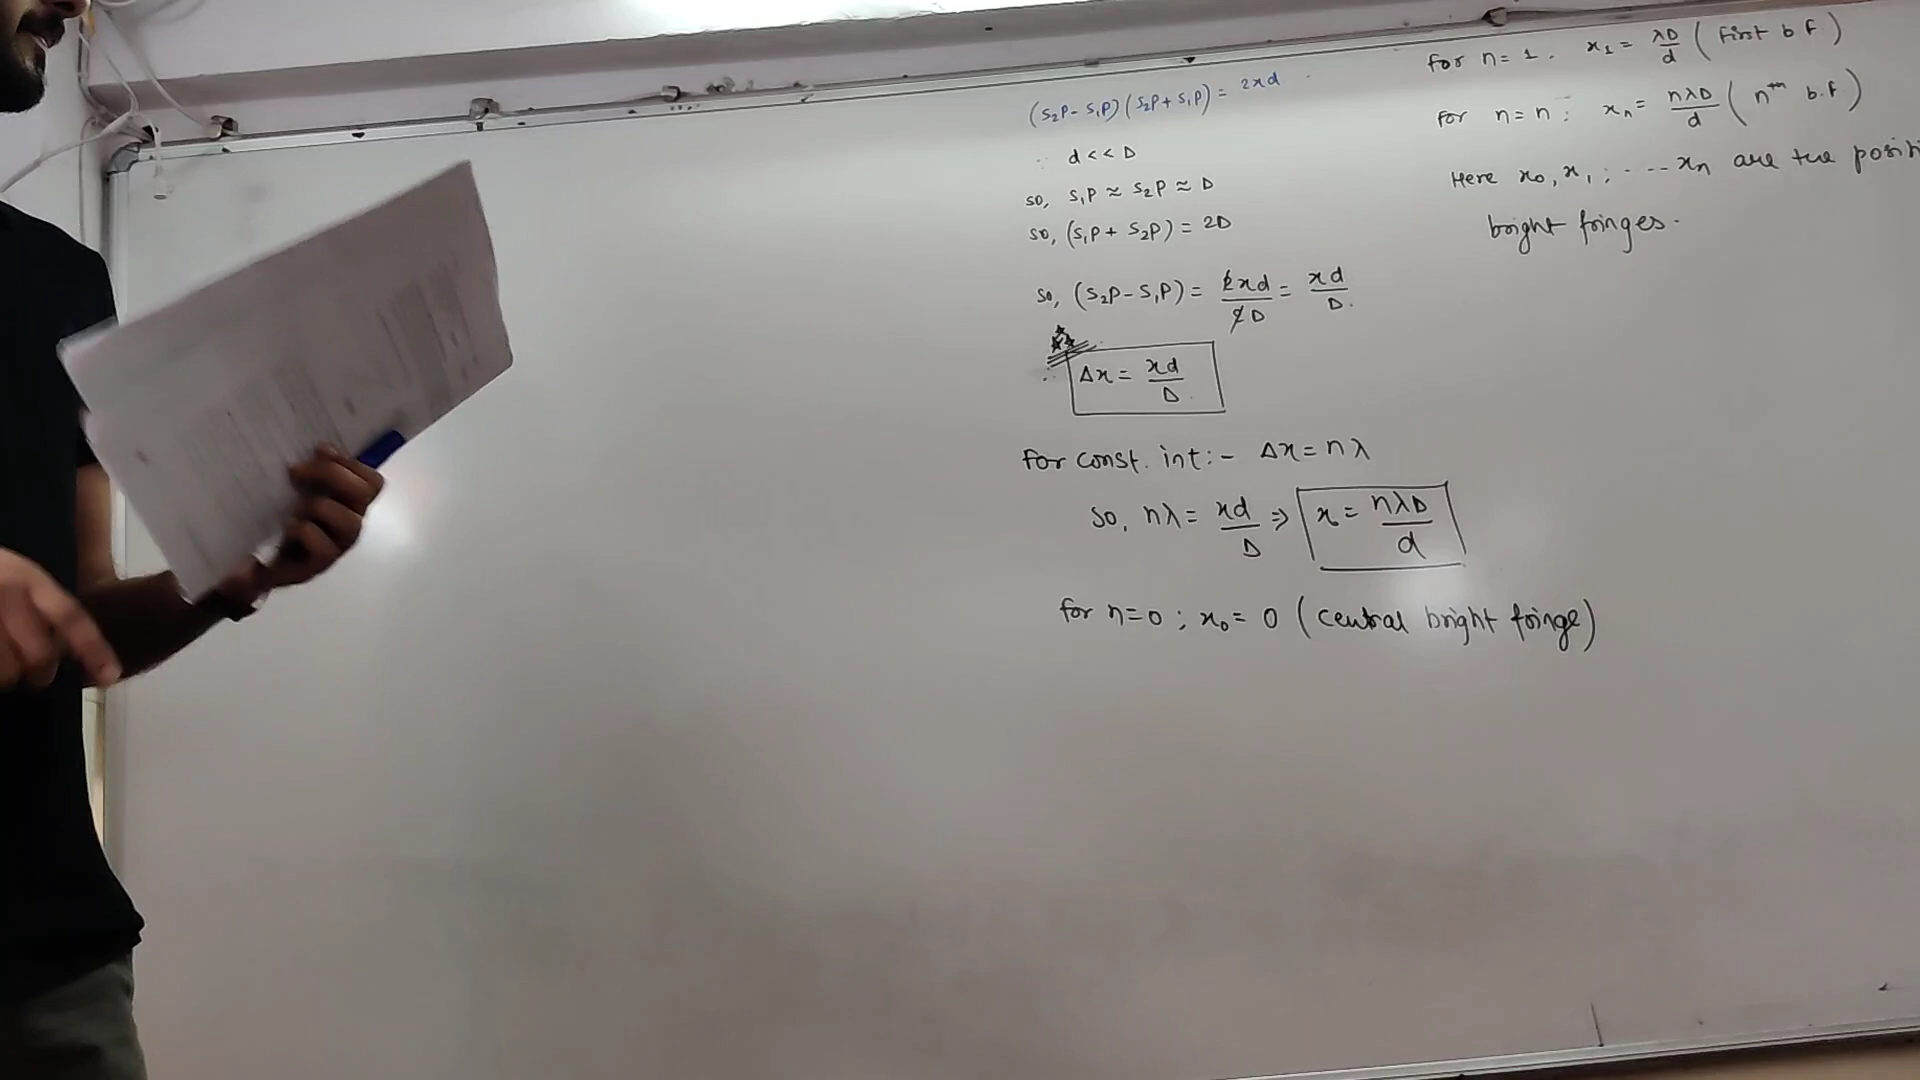 (S₂P - S₁P) (S₂P + S₁P) = 2xd
∵ d << D
so, S₁P ≈ S₂P ≈ D
so, (S₁P + S₂P) = 2D
so, (S₂P - S₁P) = 2xd/2D = xd/D.
∴ Δx = xd/D.
for const. int :- Δx = nλ
so, nλ = xd/D ⇒ x = nλD/d
for n = 0 ; x₀ = 0 (central bright fringe)
for n = 1. x₁ = λD/d (First b f)
for n = n ; xₙ = nλD/d (nᵗʰ b.f)
Here x₀, x₁, ; - - - xₙ are the positi
bright fringes.